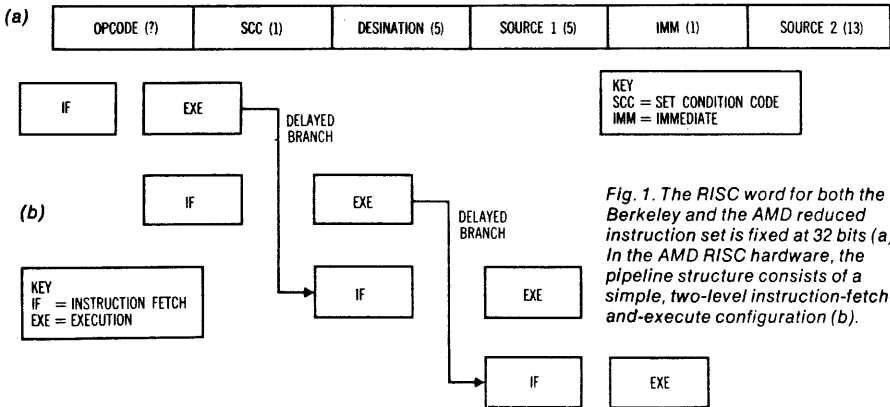 (a)
OPCODE (?) SCC (1) DESINATION (5) SOURCE 1 (5) IMM (1) SOURCE 2 (13)
IF EXE
DELAYED
BRANCH
KEY
SCC = SET CONDITION CODE
IMM = IMMEDIATE
(b)
IF EXE
DELAYED
BRANCH
KEY
IF = INSTRUCTION FETCH
EXE = EXECUTION
IF EXE
IF EXE
Fig. 1. The RISC word for both the
Berkeley and the AMD reduced
instruction set is fixed at 32 bits (a)
In the AMD RISC hardware, the
pipeline structure consists of a
simple, two-level instruction-fetch
and-execute configuration (b).